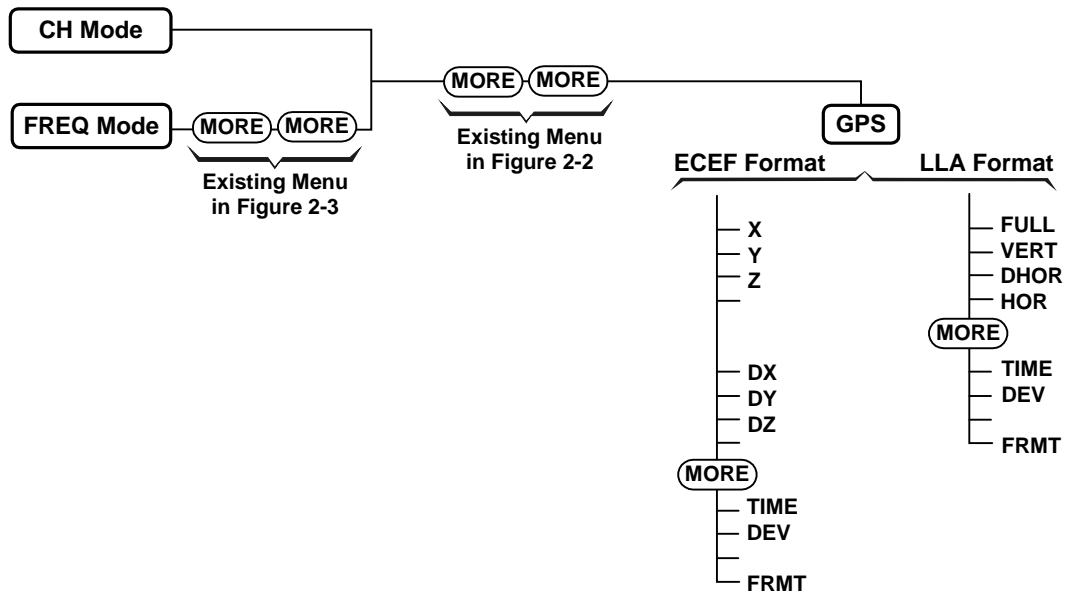 CH Mode
FREQ Mode
MORE MORE
Existing Menu
in Figure 2-3
MORE MORE
Existing Menu
in Figure 2-2
GPS
ECEF Format
X
Y
Z
DX
DY
DZ
MORE
TIME
DEV
FRMT
LLA Format
FULL
VERT
DHOR
HOR
MORE
TIME
DEV
FRMT